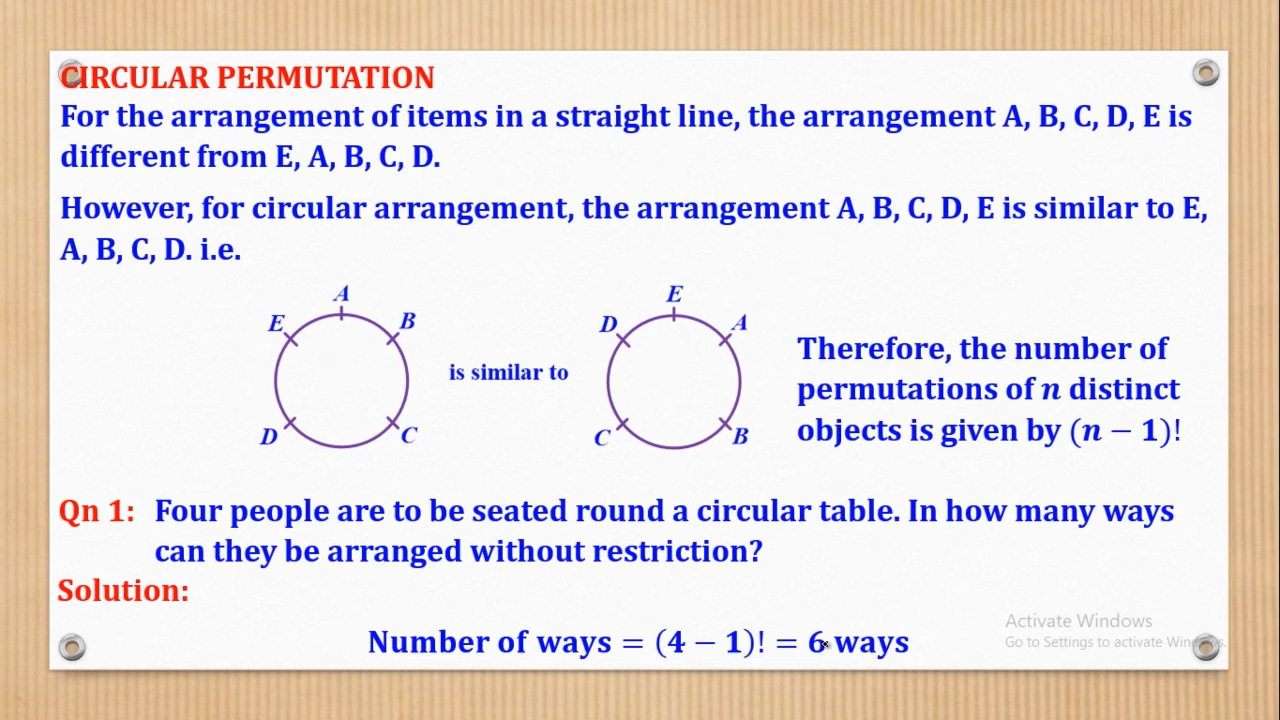 CIRCULAR PERMUTATION
For the arrangement of items in a straight line, the arrangement A, B, C, D, E is
different from E, A, B, C, D.
However, for circular arrangement, the arrangement A, B, C, D, E is similar to E,
A, B, C, D. i.e.
A
E
B
D
C
is similar to
E
D
A
C
B
Therefore, the number of
permutations of n distinct
objects is given by (n − 1)!
Qn 1: Four people are to be seated round a circular table. In how many ways
can they be arranged without restriction?
Solution:
Number of ways = (4 − 1)! = 6 ways
Activate Windows
Go to Settings to activate Windows.